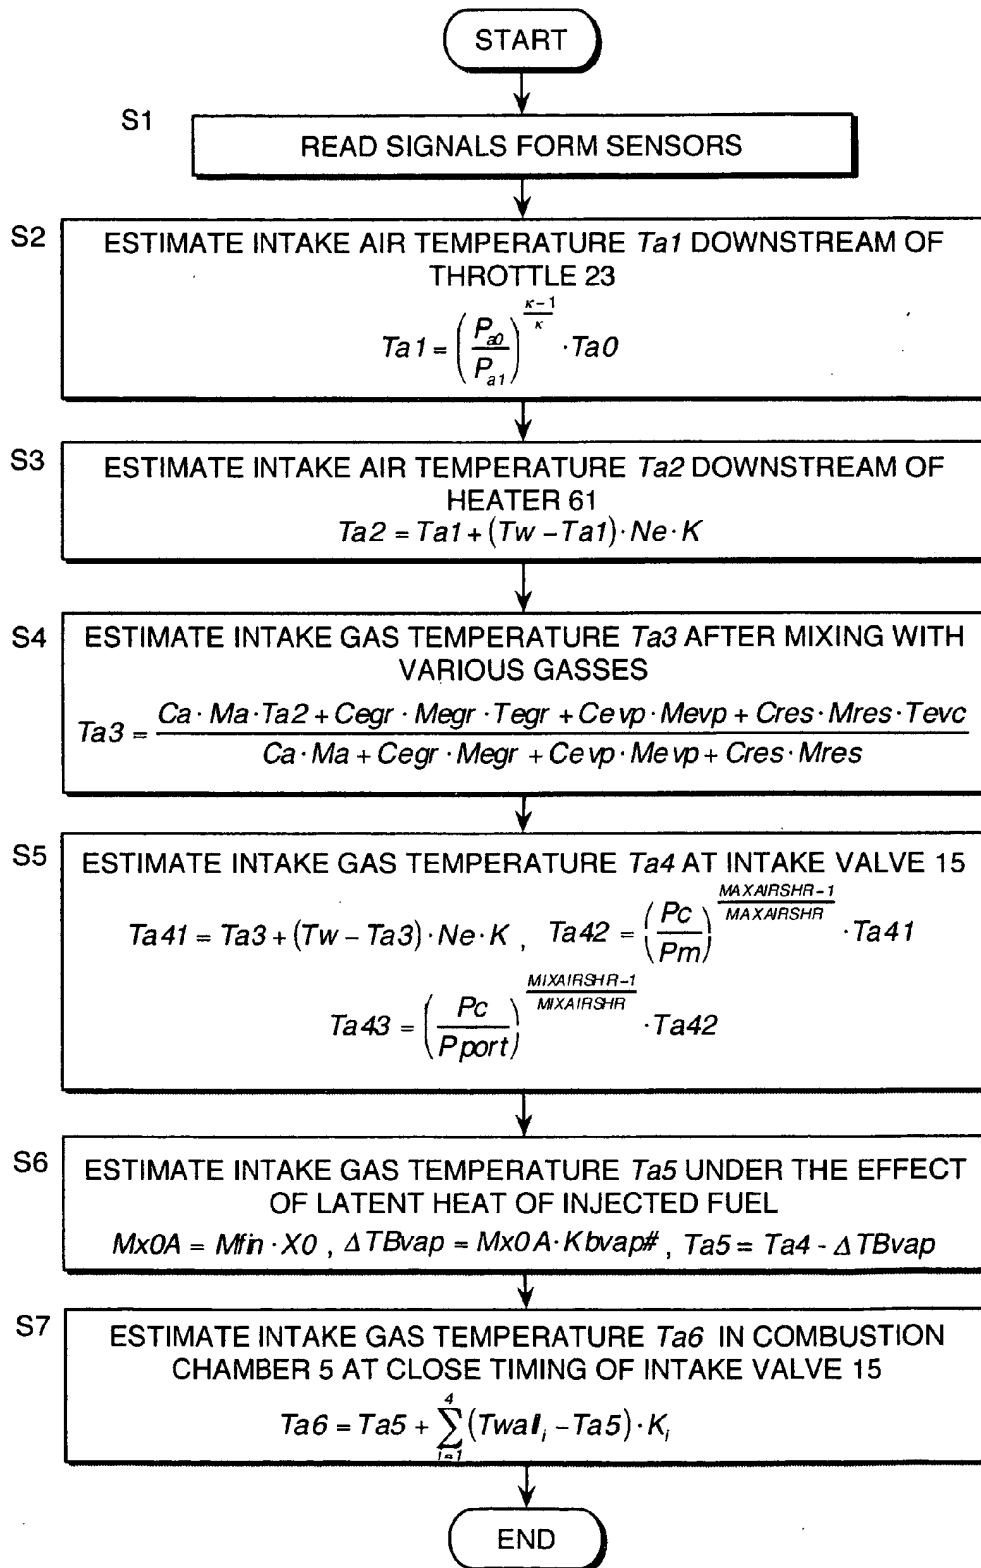 START
S1
READ SIGNALS FORM SENSORS
S2
ESTIMATE INTAKE AIR TEMPERATURE Ta1 DOWNSTREAM OF
THROTTLE 23
Ta1 = (P_a0 / P_a1)^((κ-1)/κ) · Ta0
S3
ESTIMATE INTAKE AIR TEMPERATURE Ta2 DOWNSTREAM OF
HEATER 61
Ta2 = Ta1 + (Tw – Ta1) · Ne · K
S4
ESTIMATE INTAKE GAS TEMPERATURE Ta3 AFTER MIXING WITH
VARIOUS GASSES
Ta3 = (Ca · Ma · Ta2 + Cegr · Megr · Tegr + Cevp · Mevp + Cres · Mres · Tevc) / (Ca · Ma + Cegr · Megr + Cevp · Mevp + Cres · Mres)
S5
ESTIMATE INTAKE GAS TEMPERATURE Ta4 AT INTAKE VALVE 15
Ta41 = Ta3 + (Tw – Ta3) · Ne · K , Ta42 = (Pc / Pm)^((MAXAIRSHR-1)/MAXAIRSHR) · Ta41
Ta43 = (Pc / Pport)^((MIXAIRSHR-1)/MIXAIRSHR) · Ta42
S6
ESTIMATE INTAKE GAS TEMPERATURE Ta5 UNDER THE EFFECT
OF LATENT HEAT OF INJECTED FUEL
Mx0A = Mfin · X0 , ΔTBvap = Mx0A · Kbvap# , Ta5 = Ta4 - ΔTBvap
S7
ESTIMATE INTAKE GAS TEMPERATURE Ta6 IN COMBUSTION
CHAMBER 5 AT CLOSE TIMING OF INTAKE VALVE 15
Ta6 = Ta5 + Σ_{i=1}^{4} (Twall_i – Ta5) · K_i
END